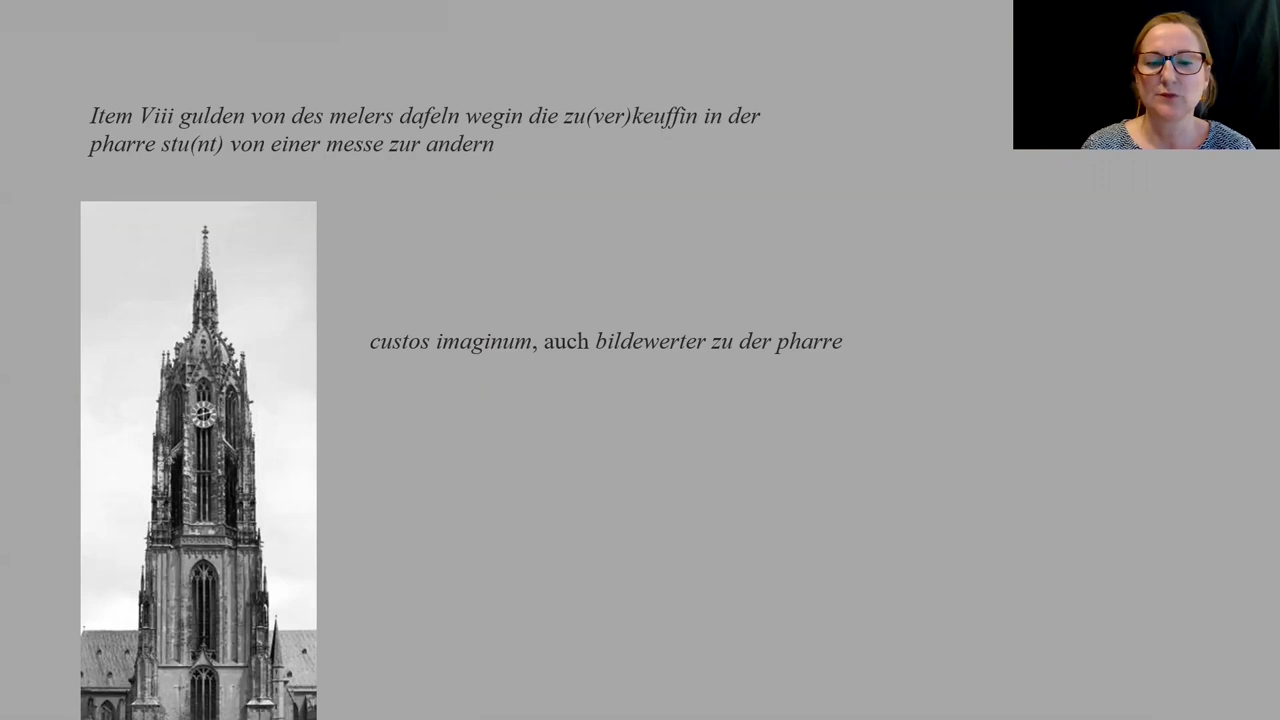 Item Viii gulden von des melers dafeln wegin die zu(ver)keuffin in der
pharre stu(nt) von einer messe zur andern
custos imaginum, auch bildewerter zu der pharre